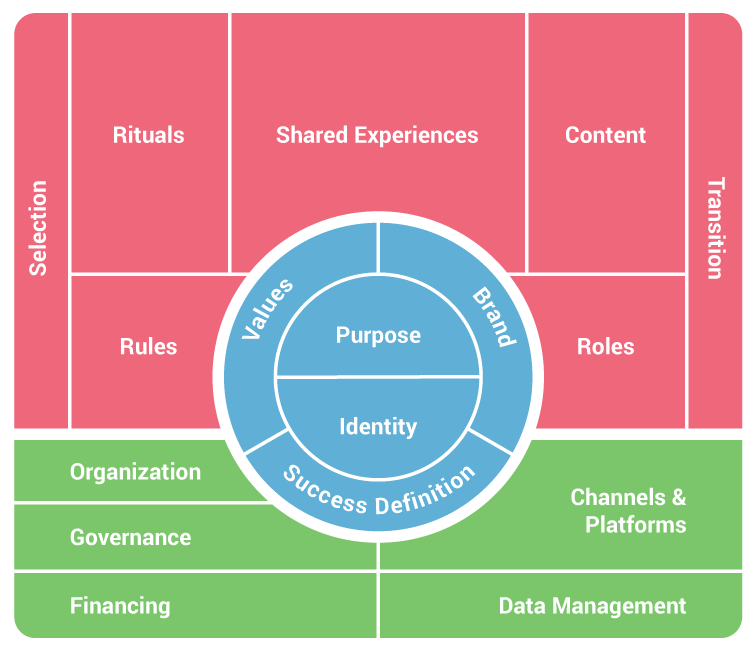 Selection
Rituals
Shared Experiences
Content
Transition
Rules
Values
Purpose
Brand
Roles
Identity
Success Definition
Organization
Governance
Financing
Channels &
Platforms
Data Management